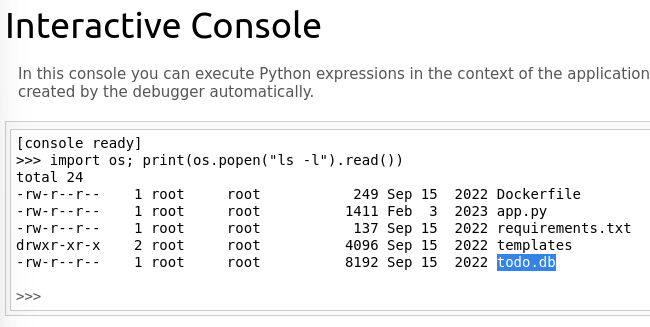 Interactive Console
In this console you can execute Python expressions in the context of the application
created by the debugger automatically.
[console ready]
>>> import os; print(os.popen("ls -l").read())
total 24
-rw-r--r--    1 root     root           249 Sep 15  2022 Dockerfile
-rw-r--r--    1 root     root          1411 Feb  3  2023 app.py
-rw-r--r--    1 root     root           137 Sep 15  2022 requirements.txt
drwxr-xr-x    2 root     root          4096 Sep 15  2022 templates
-rw-r--r--    1 root     root          8192 Sep 15  2022 todo.db
>>>